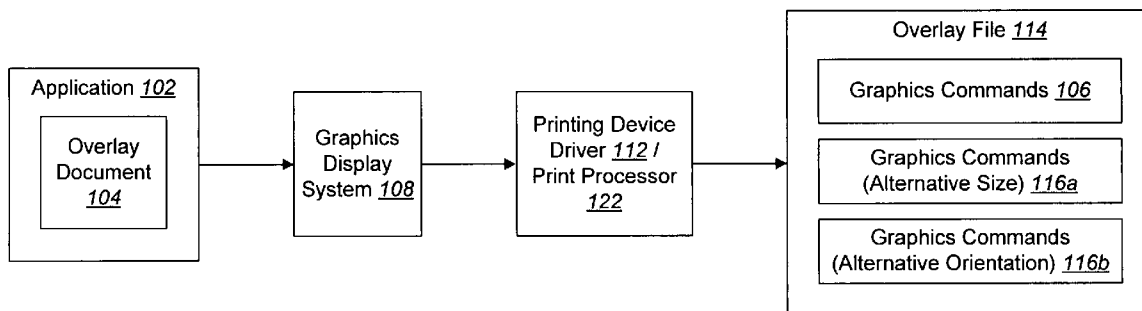 Application 102
Overlay
Document
104
Graphics
Display
System 108
Printing Device
Driver 112 /
Print Processor
122
Overlay File 114
Graphics Commands 106
Graphics Commands
(Alternative Size) 116a
Graphics Commands
(Alternative Orientation) 116b